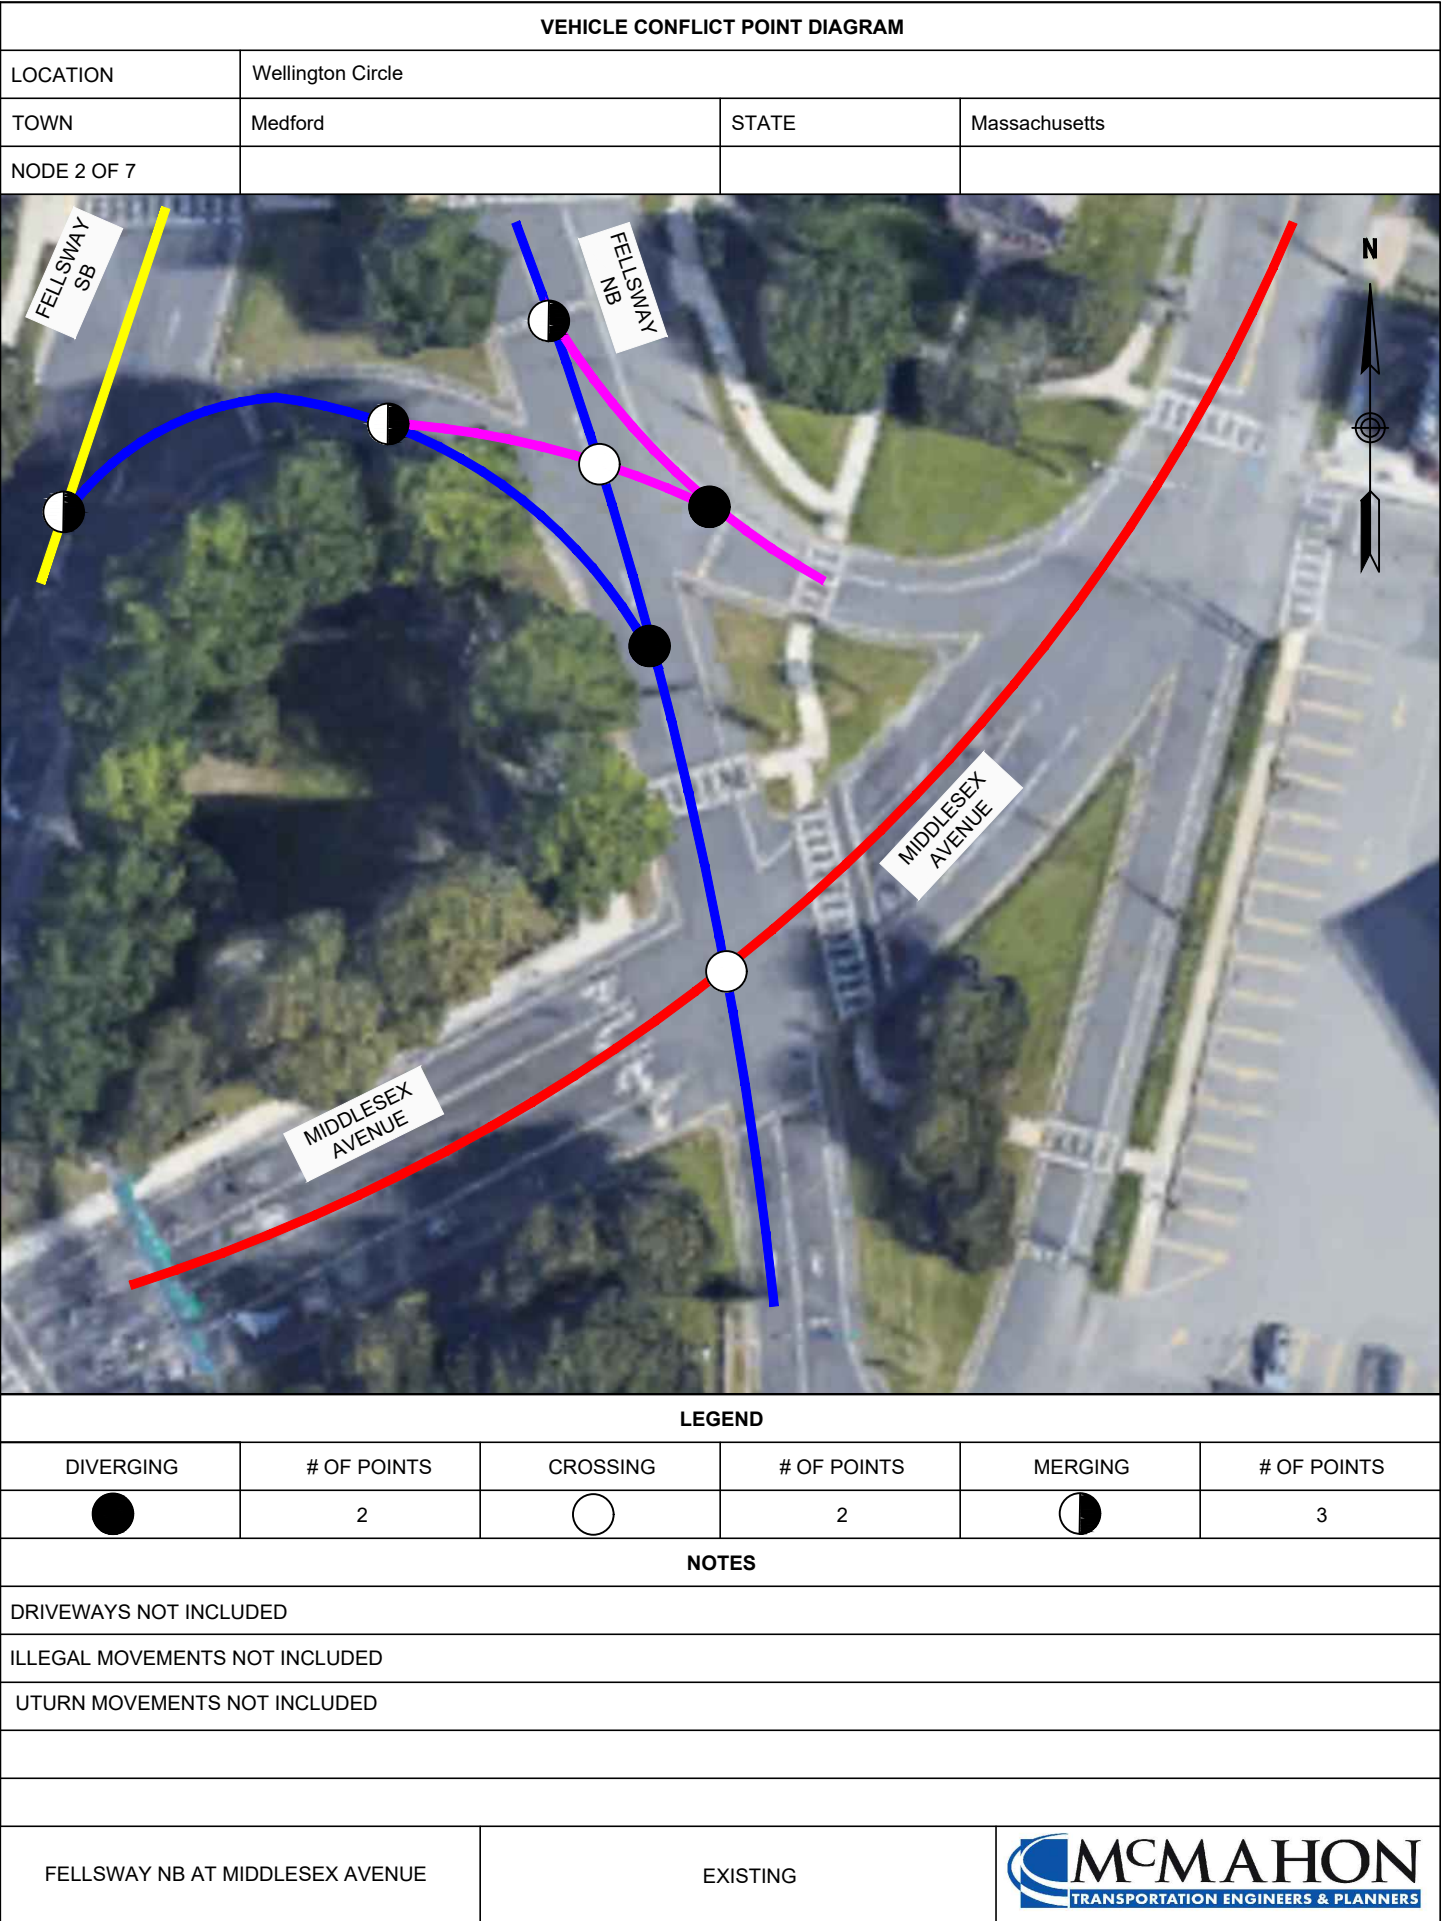 VEHICLE CONFLICT POINT DIAGRAM
LOCATION
Wellington Circle
TOWN
Medford
STATE
Massachusetts
NODE 2 OF 7
FELLSWAY
SB
FELLSWAY
NB
N
MIDDLESEX
AVENUE
MIDDLESEX
AVENUE
LEGEND
DIVERGING
# OF POINTS
CROSSING
# OF POINTS
MERGING
# OF POINTS
2
2
3
NOTES
DRIVEWAYS NOT INCLUDED
ILLEGAL MOVEMENTS NOT INCLUDED
UTURN MOVEMENTS NOT INCLUDED
FELLSWAY NB AT MIDDLESEX AVENUE
EXISTING
MCMAHON
TRANSPORTATION ENGINEERS & PLANNERS